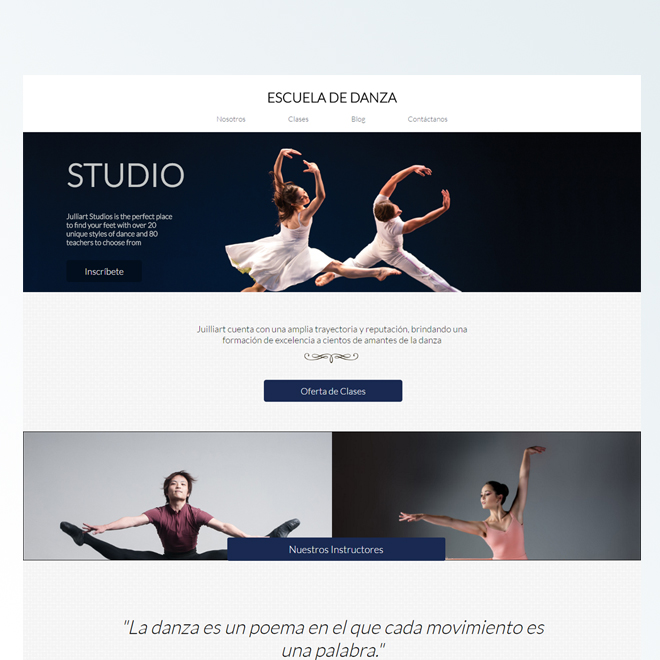 ESCUELA DE DANZA
Nosotros Clases Blog Contactanos
STUDIO
Julliart Studios is the perfect place
to find your feet with over 20
unique styles of dance and 80
teachers to choose from
Inscríbete
Juilliart cuenta con una amplia trayectoria y reputación, brindando una
formación de excelencia a cientos de amantes de la danza
Oferta de Clases
Nuestros Instructores
"La danza es un poema en el que cada movimiento es
una palabra."